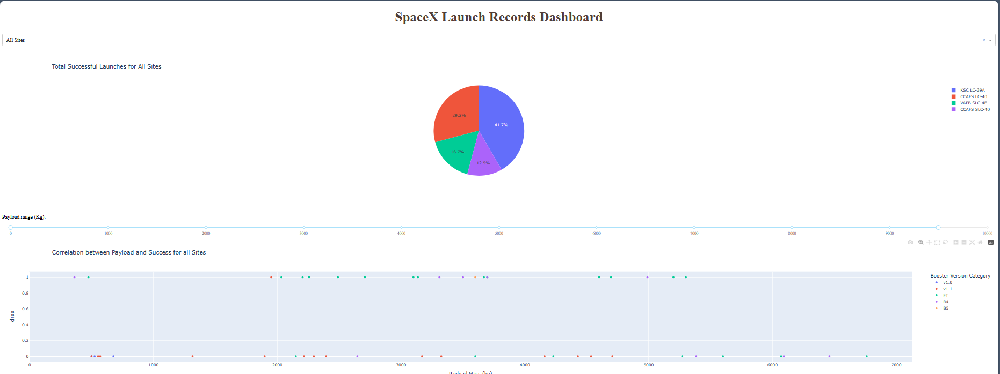 SpaceX Launch Records Dashboard
All Sites
Total Successful Launches for All Sites
KSC LC-39A
CCAFS LC-40
VAFB SLC-4E
CCAFS SLC-40
29.2%
41.7%
16.7%
12.5%
Payload range (Kg):
0 1000 2000 3000 4000 5000 6000 7000 8000 9000 10000
Correlation between Payload and Success for all Sites
Booster Version Category
v1.0
v1.1
FT
B4
B5
class
1
0.8
0.6
0.4
0.2
0
0 1000 2000 3000 4000 5000 6000 7000
Payload Mass (kg)